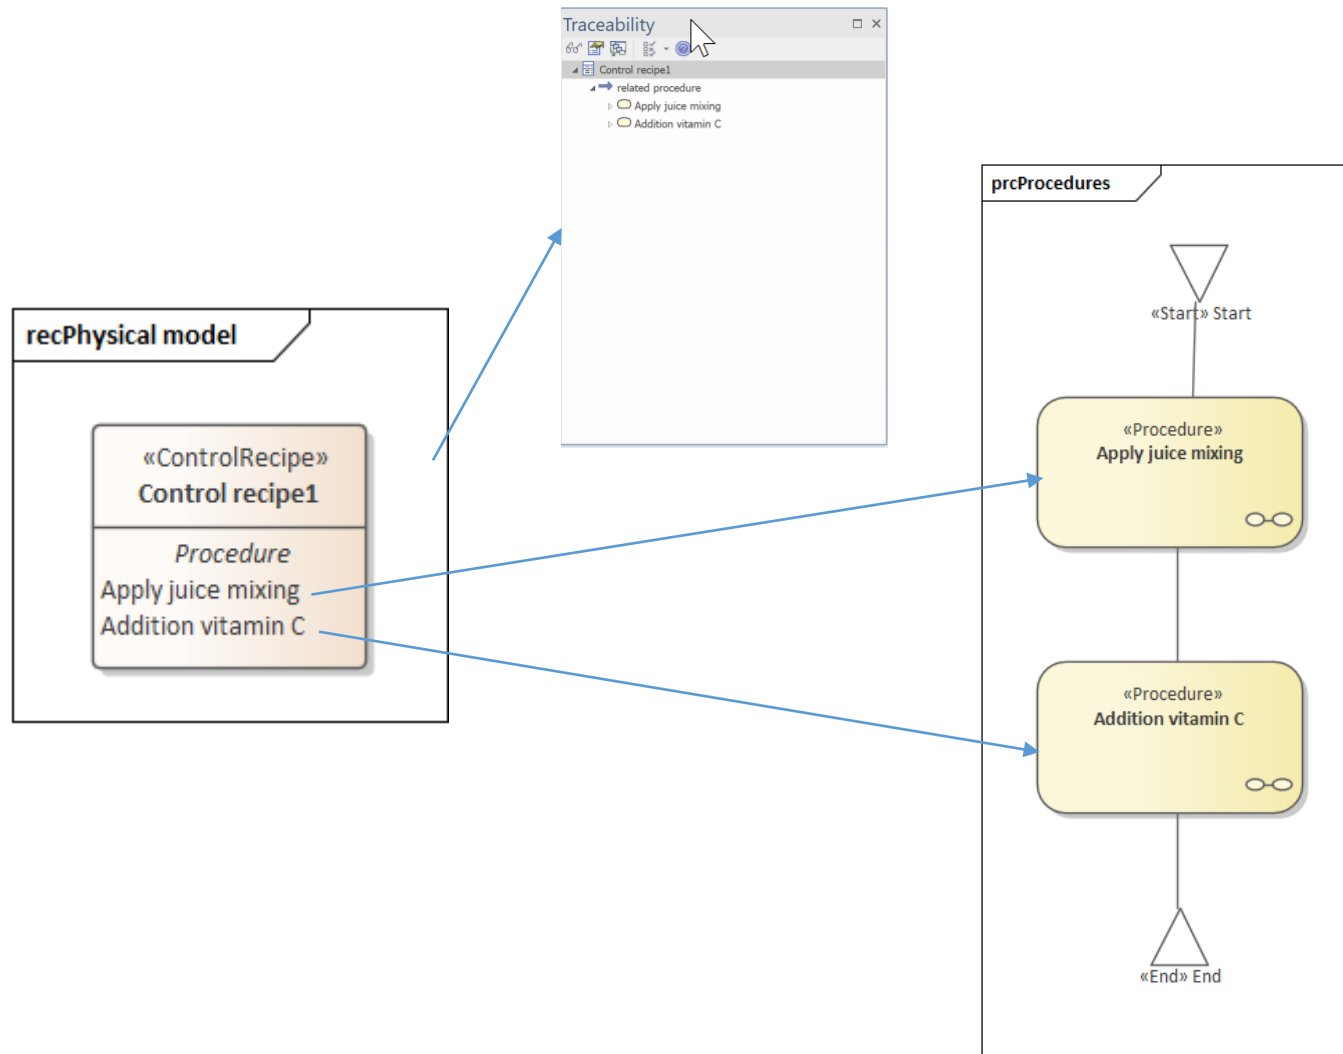 Traceability
Control recipe1
related procedure
Apply juice mixing
Addition vitamin C
recPhysical model
«ControlRecipe»
Control recipe1
Procedure
Apply juice mixing
Addition vitamin C
prcProcedures
«Start» Start
«Procedure»
Apply juice mixing
«Procedure»
Addition vitamin C
«End» End